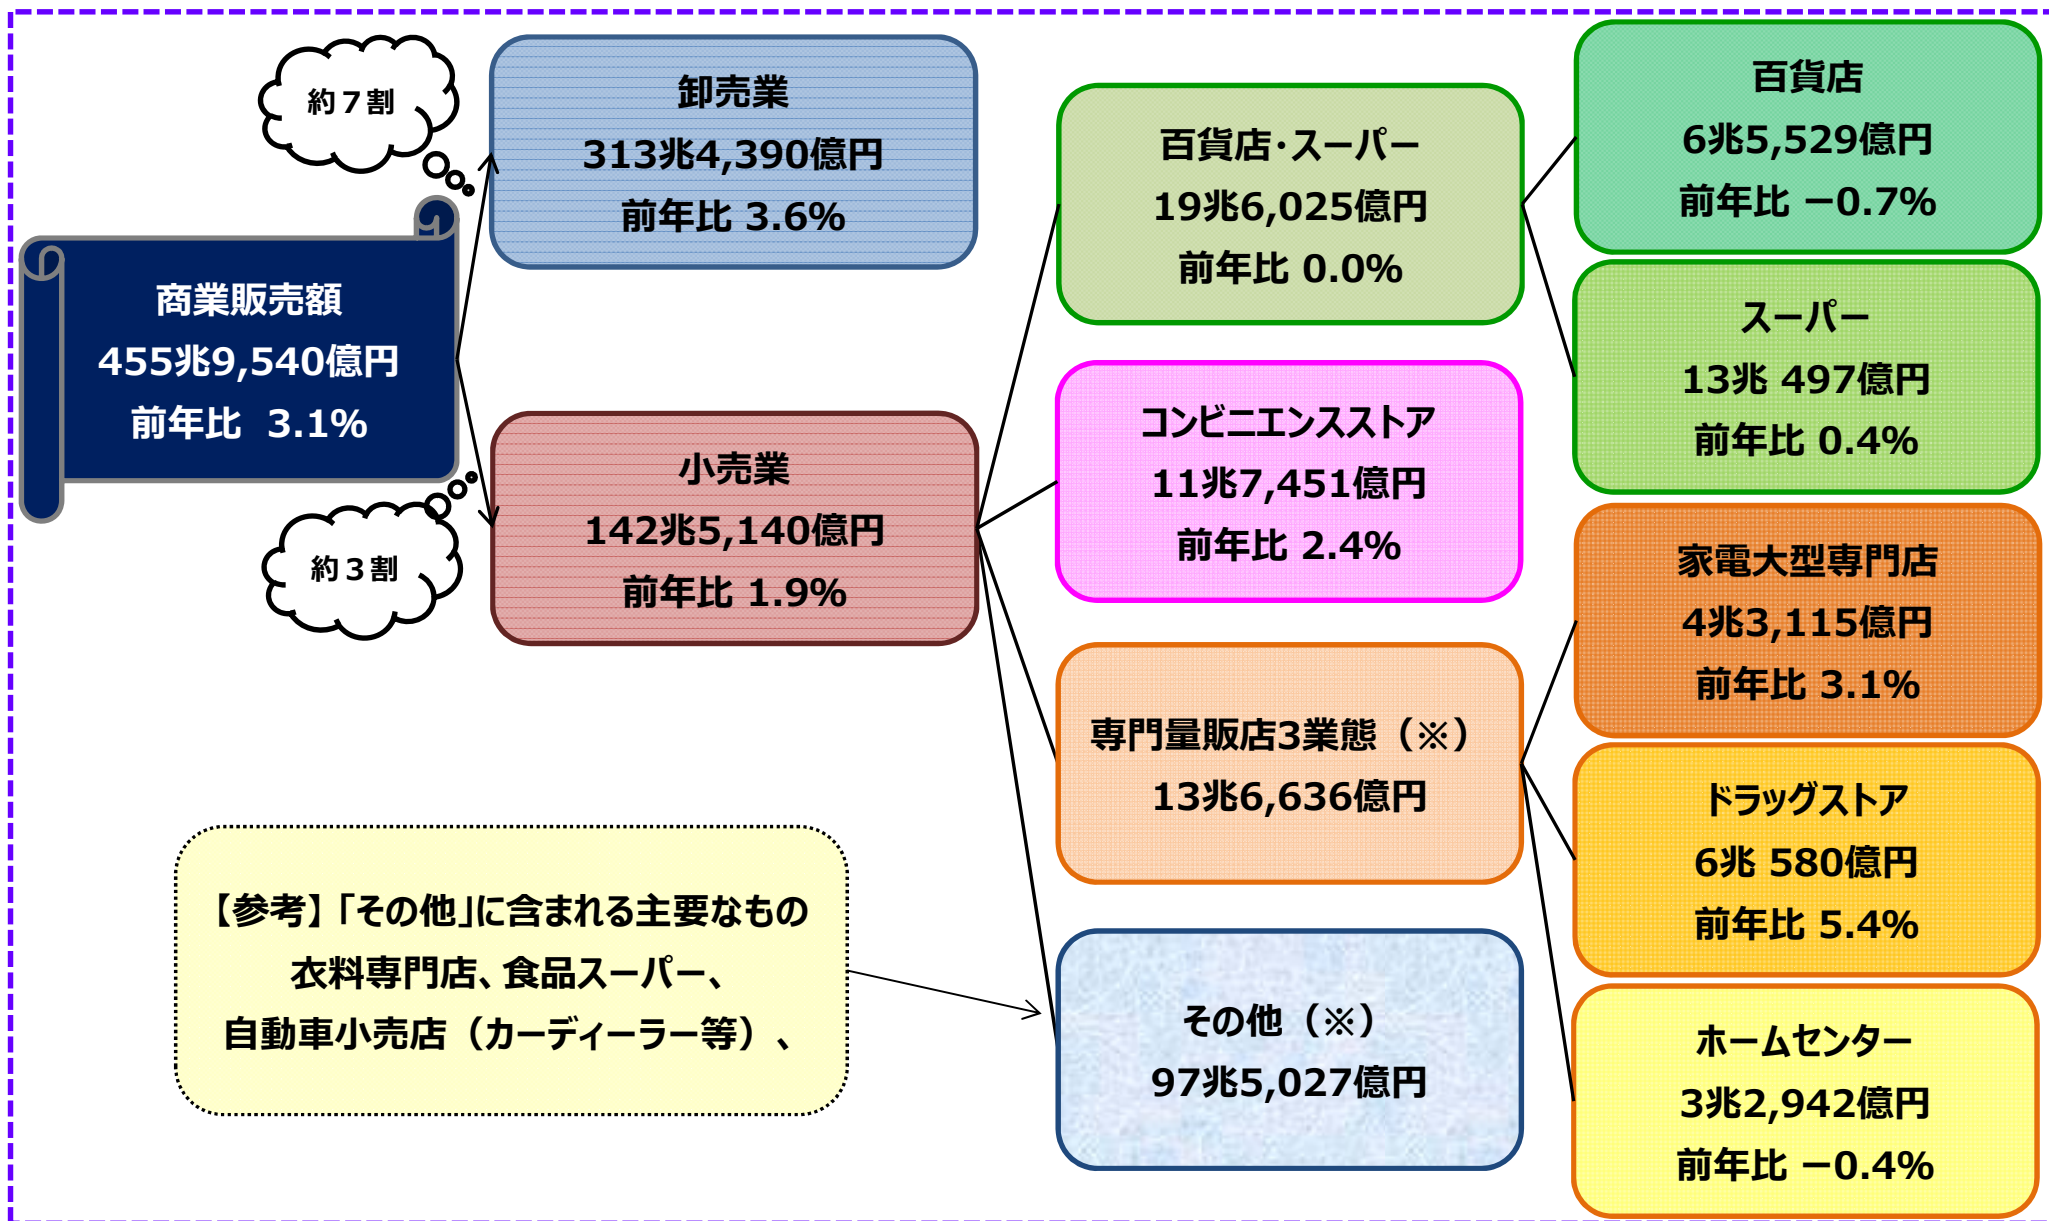 約７割
商業販売額
455兆9,540億円
前年比 3.1%
約３割
卸売業
313兆4,390億円
前年比 3.6%
小売業
142兆5,140億円
前年比 1.9%
百貨店・スーパー
19兆6,025億円
前年比 0.0%
コンビニエンスストア
11兆7,451億円
前年比 2.4%
専門量販店3業態（※）
13兆6,636億円
その他（※）
97兆5,027億円
百貨店
6兆5,529億円
前年比 －0.7%
スーパー
13兆 497億円
前年比 0.4%
家電大型専門店
4兆3,115億円
前年比 3.1%
ドラッグストア
6兆 580億円
前年比 5.4%
ホームセンター
3兆2,942億円
前年比 －0.4%
【参考】「その他」に含まれる主要なもの
衣料専門店、食品スーパー、
自動車小売店（カーディーラー等）、